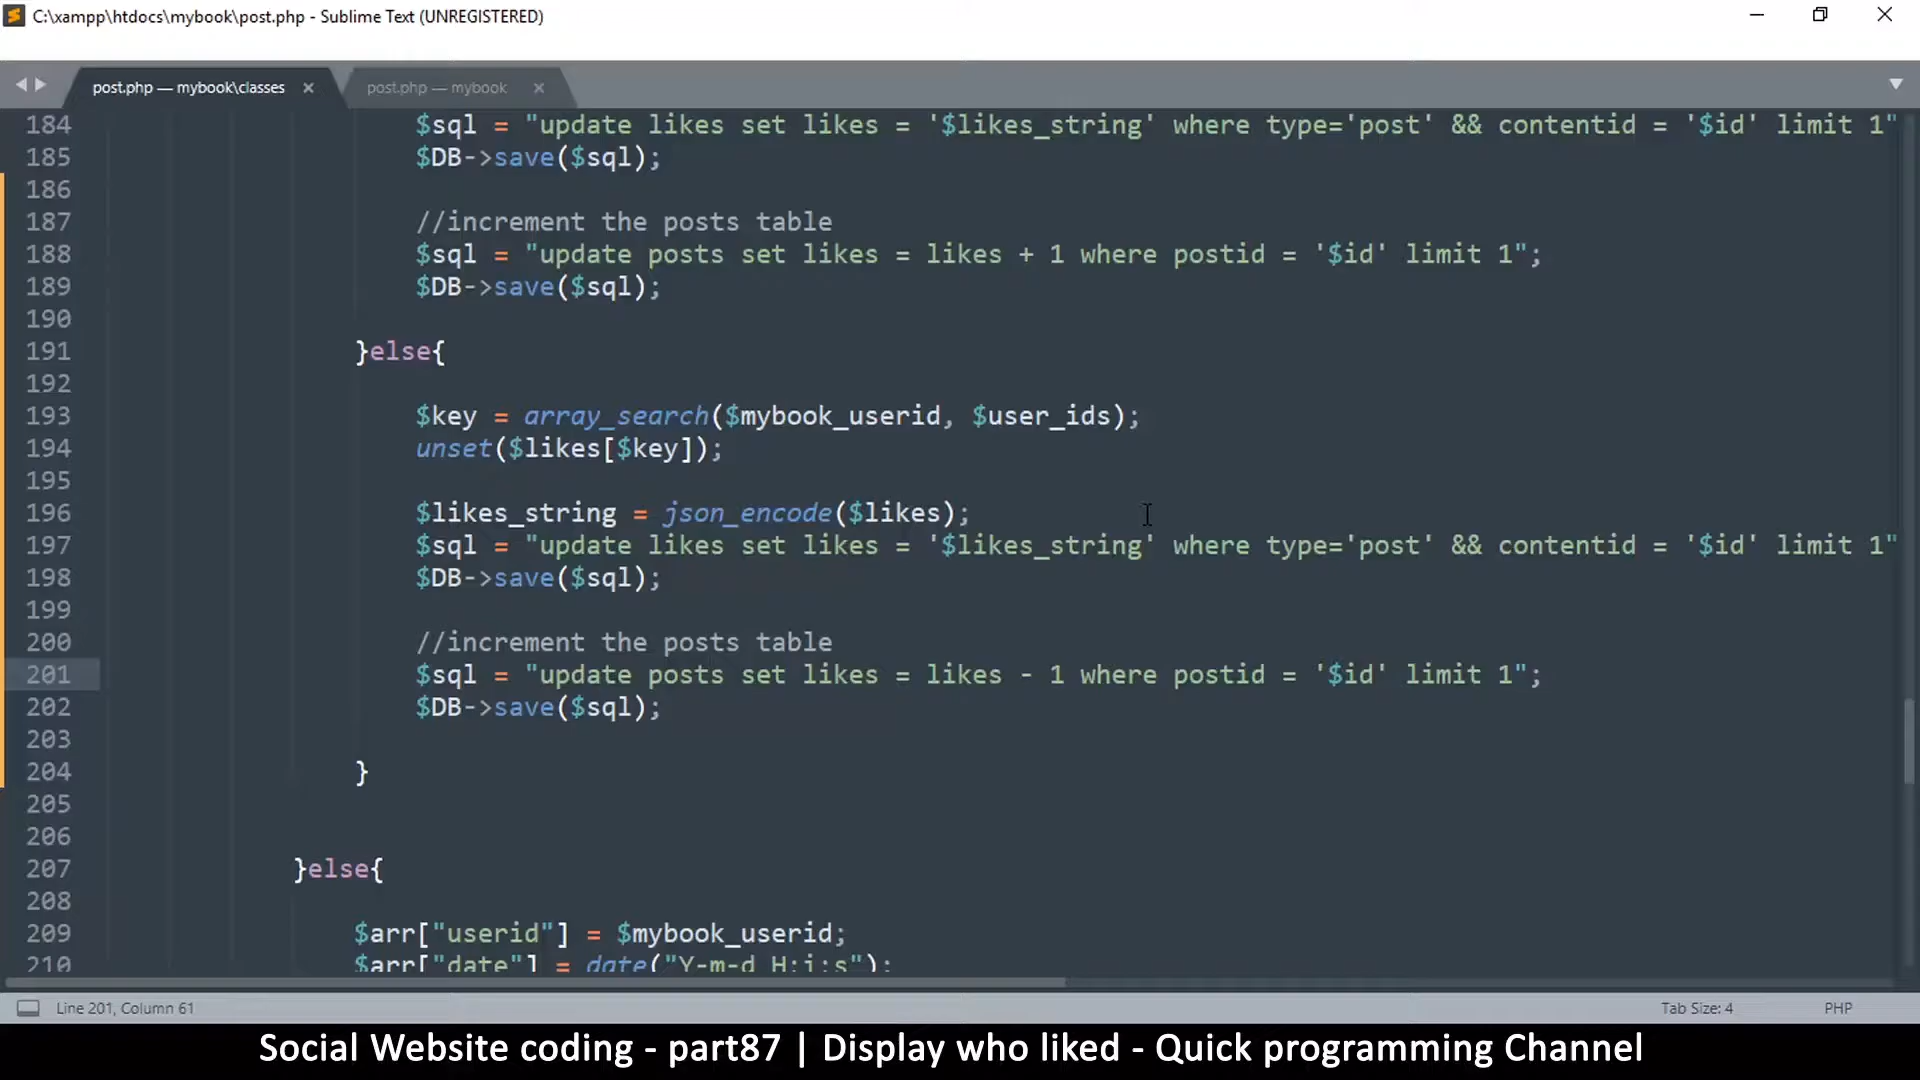 C:\xampp\htdocs\mybook\post.php - Sublime Text (UNREGISTERED)
post.php — mybook\classes
post.php — mybook
184 $sql = "update likes set likes = '$likes_string' where type='post' && contentid = '$id' limit 1"
185 $DB->save($sql);
186
187 //increment the posts table
188 $sql = "update posts set likes = likes + 1 where postid = '$id' limit 1";
189 $DB->save($sql);
190
191 }else{
192
193 $key = array_search($mybook_userid, $user_ids);
194 unset($likes[$key]);
195
196 $likes_string = json_encode($likes);
197 $sql = "update likes set likes = '$likes_string' where type='post' && contentid = '$id' limit 1"
198 $DB->save($sql);
199
200 //increment the posts table
201 $sql = "update posts set likes = likes - 1 where postid = '$id' limit 1";
202 $DB->save($sql);
203
204 }
205
206
207 }else{
208
209 $arr["userid"] = $mybook_userid;
210 $arr["date"] = date("Y-m-d H:i:s");
Line 201, Column 61
Tab Size: 4
PHP
Social Website coding - part87 | Display who liked - Quick programming Channel